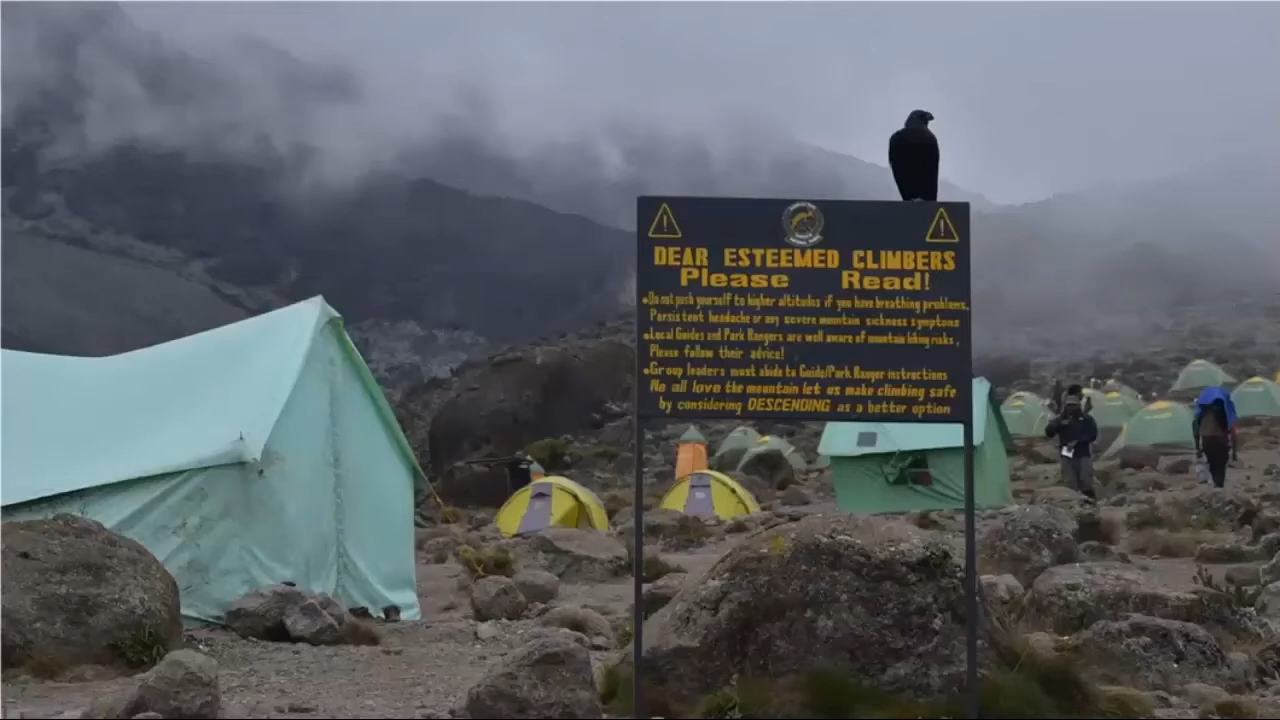 DEAR ESTEEMED CLIMBERS
Please Read!
•Do not push yourself to higher altitudes if you have breathing problems,
Persistent headache or any severe mountain sickness symptoms
•Local Guides and Park Rangers are well aware of mountain hiking risks,
Please follow their advice!
•Group leaders must abide to Guide/Park Ranger instructions
We all love the mountain let us make climbing safe
by considering DESCENDING as a better option